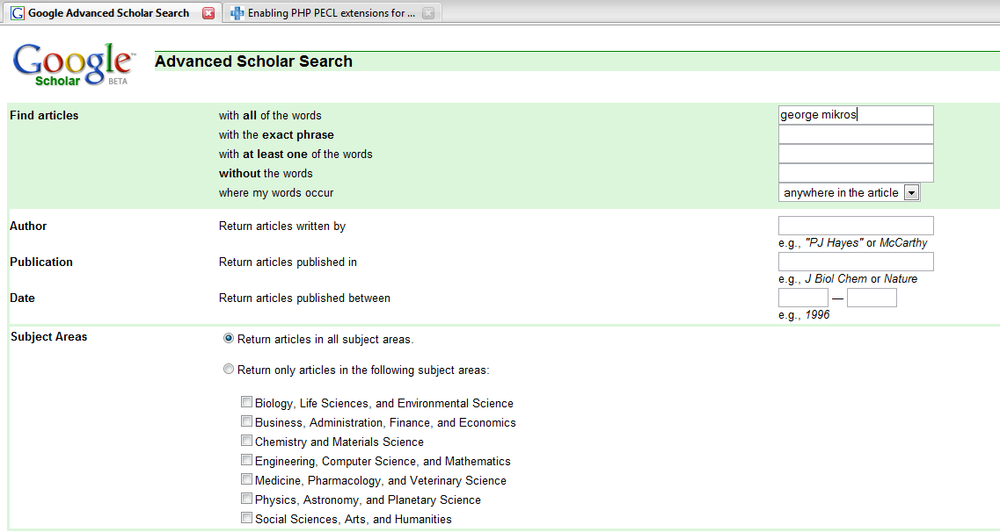 Google Advanced Scholar Search
Enabling PHP PECL extensions for ...
Google™
Scholar BETA
Advanced Scholar Search
Find articles
with all of the words
george mikros
with the exact phrase
with at least one of the words
without the words
where my words occur
anywhere in the article
Author
Return articles written by
e.g., "PJ Hayes" or McCarthy
Publication
Return articles published in
e.g., J Biol Chem or Nature
Date
Return articles published between
—
e.g., 1996
Subject Areas
Return articles in all subject areas.
Return only articles in the following subject areas:
Biology, Life Sciences, and Environmental Science
Business, Administration, Finance, and Economics
Chemistry and Materials Science
Engineering, Computer Science, and Mathematics
Medicine, Pharmacology, and Veterinary Science
Physics, Astronomy, and Planetary Science
Social Sciences, Arts, and Humanities